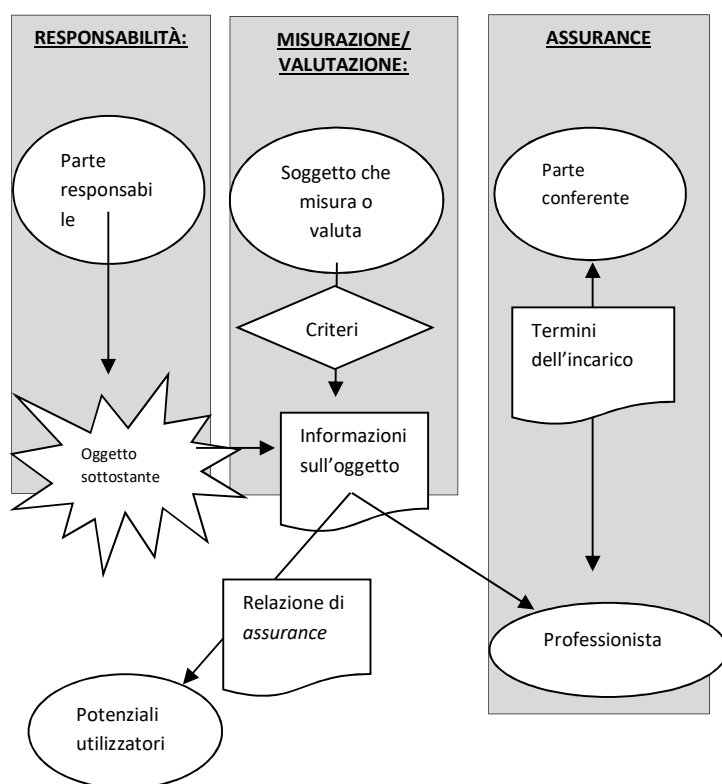 RESPONSABILITÀ:
MISURAZIONE/
VALUTAZIONE:
ASSURANCE
Parte
responsabi
le
Soggetto che
misura o
valuta
Parte
conferente
Criteri
Termini
dell’incarico
Oggetto
sottostante
Informazioni
sull’oggetto
Relazione di
assurance
Professionista
Potenziali
utilizzatori